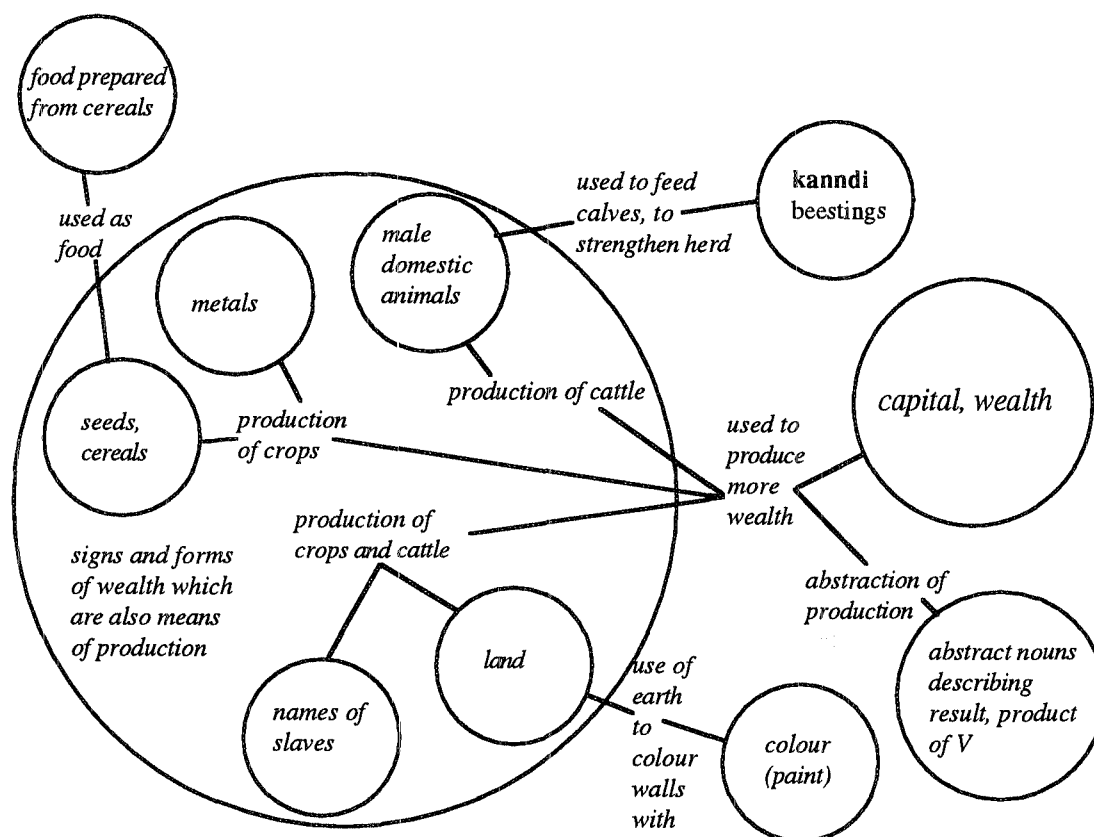 food prepared
from cereals
used as
food
metals
male
domestic
animals
used to feed
calves, to
strengthen herd
kanndi
beestings
seeds,
cereals
production
of crops
production of cattle
used to
produce
more
wealth
capital, wealth
production of
crops and cattle
signs and forms
of wealth which
are also means
of production
abstraction of
production
names of
slaves
land
use of
earth
to
colour
walls
with
colour
(paint)
abstract nouns
describing
result, product
of V